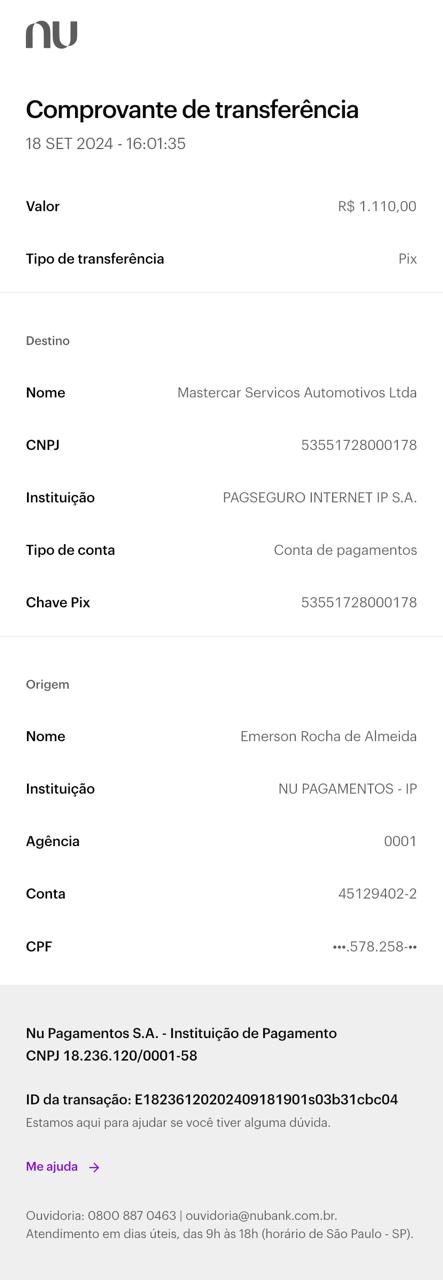 nu
Comprovante de transferência
18 SET 2024 - 16:01:35
Valor R$ 1.110,00
Tipo de transferência Pix
Destino
Nome Mastercar Servicos Automotivos Ltda
CNPJ 53551728000178
Instituição PAGSEGURO INTERNET IP S.A.
Tipo de conta Conta de pagamentos
Chave Pix 53551728000178
Origem
Nome Emerson Rocha de Almeida
Instituição NU PAGAMENTOS - IP
Agência 0001
Conta 45129402-2
CPF •••.578.258-••
Nu Pagamentos S.A. - Instituição de Pagamento
CNPJ 18.236.120/0001-58
ID da transação: E18236120202409181901s03b31cbc04
Estamos aqui para ajudar se você tiver alguma dúvida.
Me ajuda →
Ouvidoria: 0800 887 0463 | ouvidoria@nubank.com.br.
Atendimento em dias úteis, das 9h às 18h (horário de São Paulo - SP).